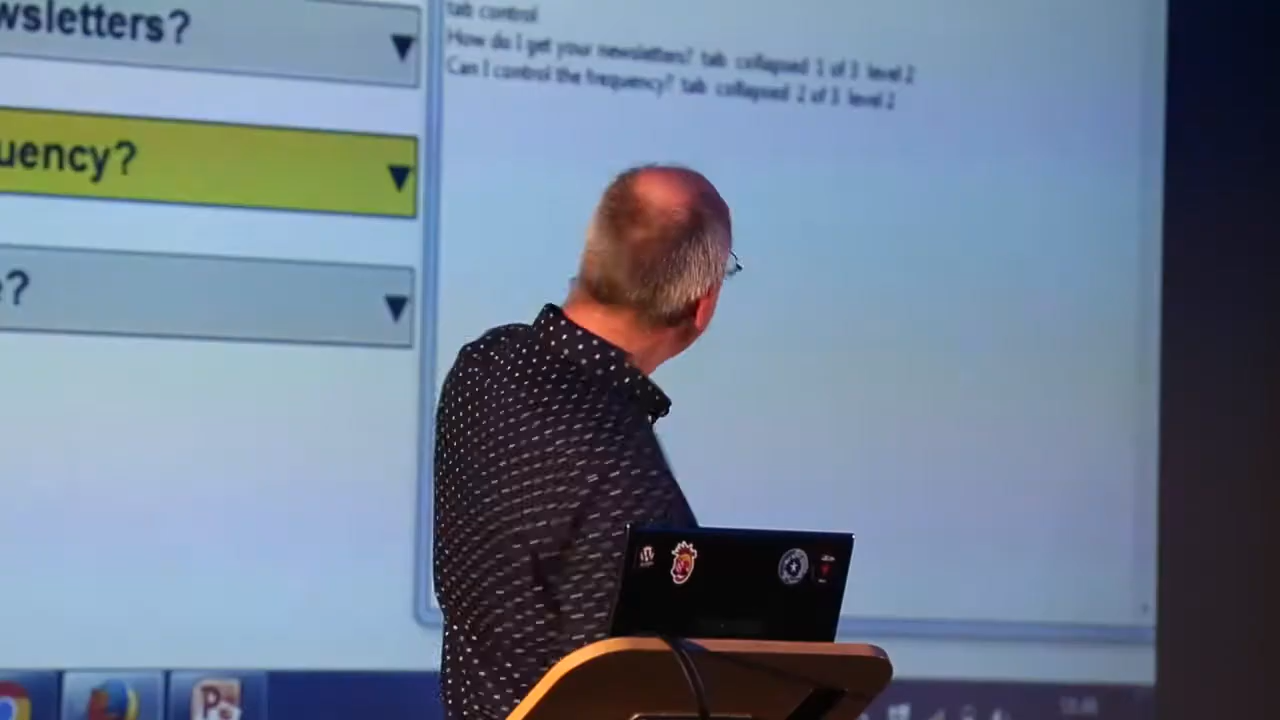 wsletters?
uency?
?
tab control
How do I get your newsletters? tab collapsed 1 of 3 level 2
Can I control the frequency? tab collapsed 2 of 3 level 2